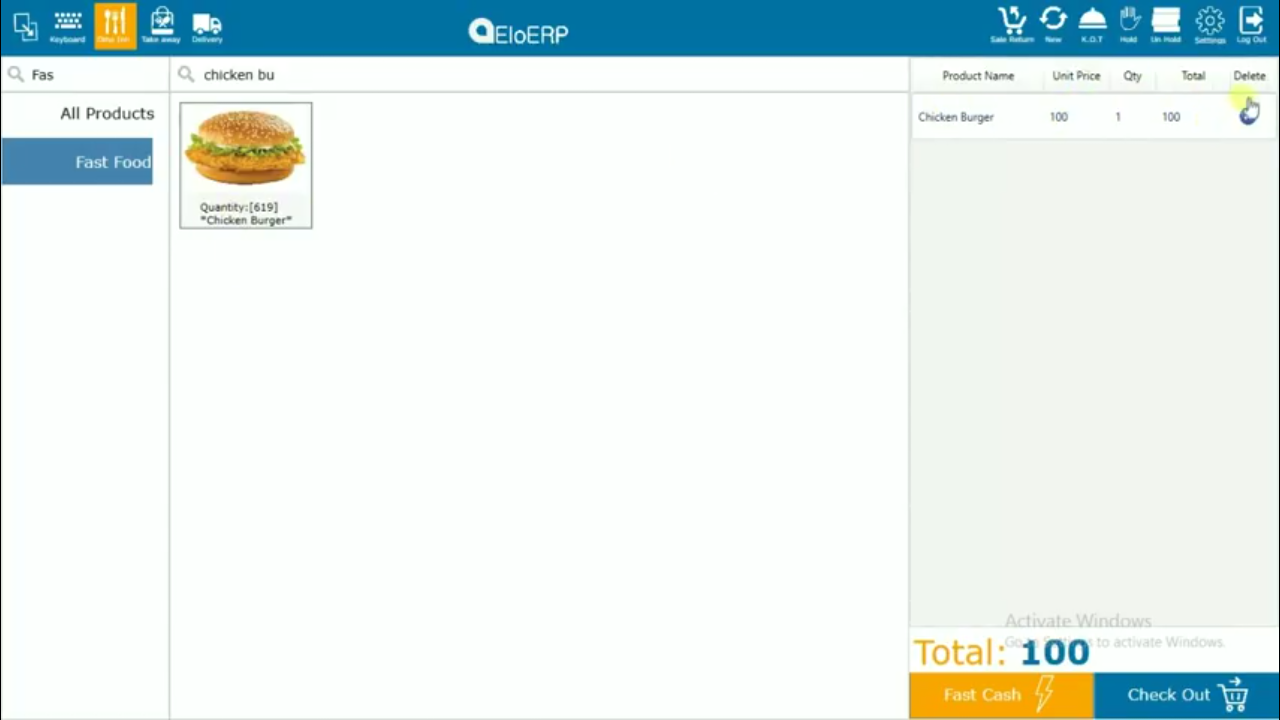 Keyboard
Dine Inn
Take away
Delivery
EloERP
Sale Return
New
K.O.T
Hold
Un Hold
Settings
Log Out
Fas
chicken bu
Product Name Unit Price Qty Total Delete
All Products
Fast Food
Chicken Burger 100 1 100
Quantity:[619]
*Chicken Burger*
Activate Windows
Go to Settings to activate Windows.
Total: 100
Fast Cash
Check Out